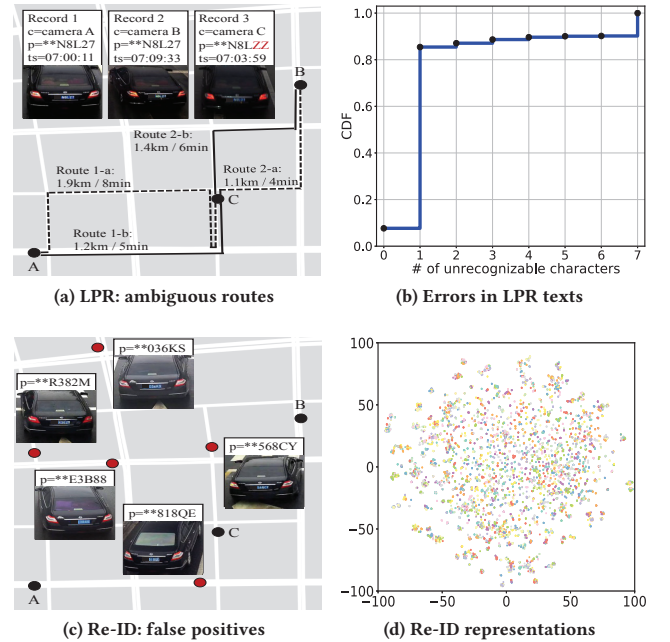 Record 1
c=camera A
p=**N8L27
ts=07:00:11
Record 2
c=camera B
p=**N8L27
ts=07:09:33
Record 3
c=camera C
p=**N8LZZ
ts=07:03:59
B
Route 2-b:
1.4km / 6min
Route 1-a:
1.9km / 8min
Route 2-a:
1.1km / 4min
C
Route 1-b:
1.2km / 5min
A
(a) LPR: ambiguous routes
1.0
0.8
0.6
0.4
0.2
0.0
CDF
0 1 2 3 4 5 6 7
# of unrecognizable characters
(b) Errors in LPR texts
p=**036KS
p=**R382M
B
p=**568CY
p=**E3B88
p=**818QE
C
A
(c) Re-ID: false positives
100
50
0
−50
−100
−100 −50 0 50 100
(d) Re-ID representations